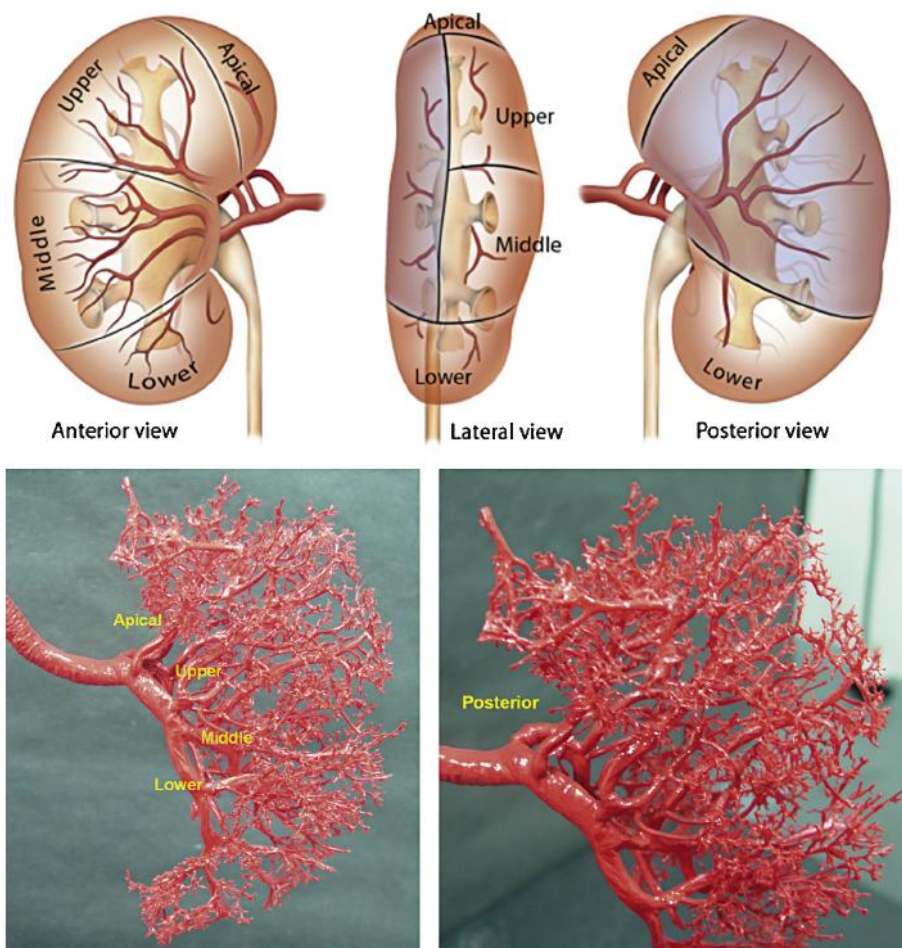 Upper
Apical
Middle
Lower
Anterior view
Apical
Upper
Middle
Lower
Lateral view
Apical
Lower
Posterior view
Apical
Upper
Middle
Lower
Posterior